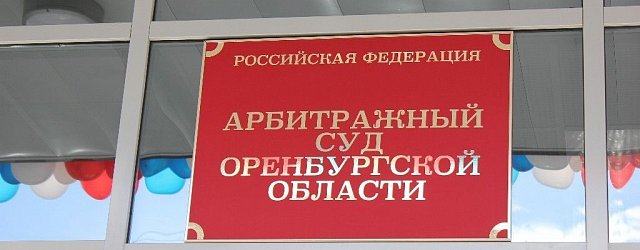 РОССИЙСКАЯ ФЕДЕРАЦИЯ
АРБИТРАЖНЫЙ
СУД
ОРЕНБУРГСКОЙ
ОБЛАСТИ